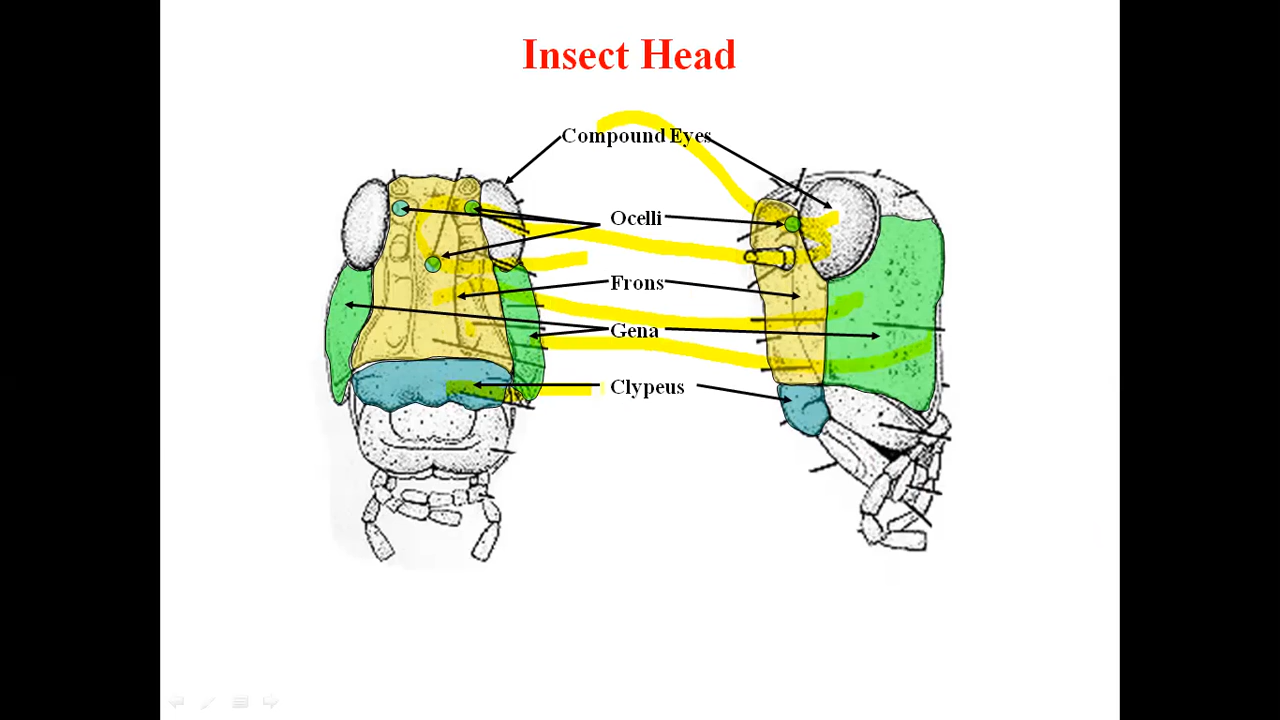 Insect Head
Compound Eyes
Ocelli
Frons
Gena
Clypeus